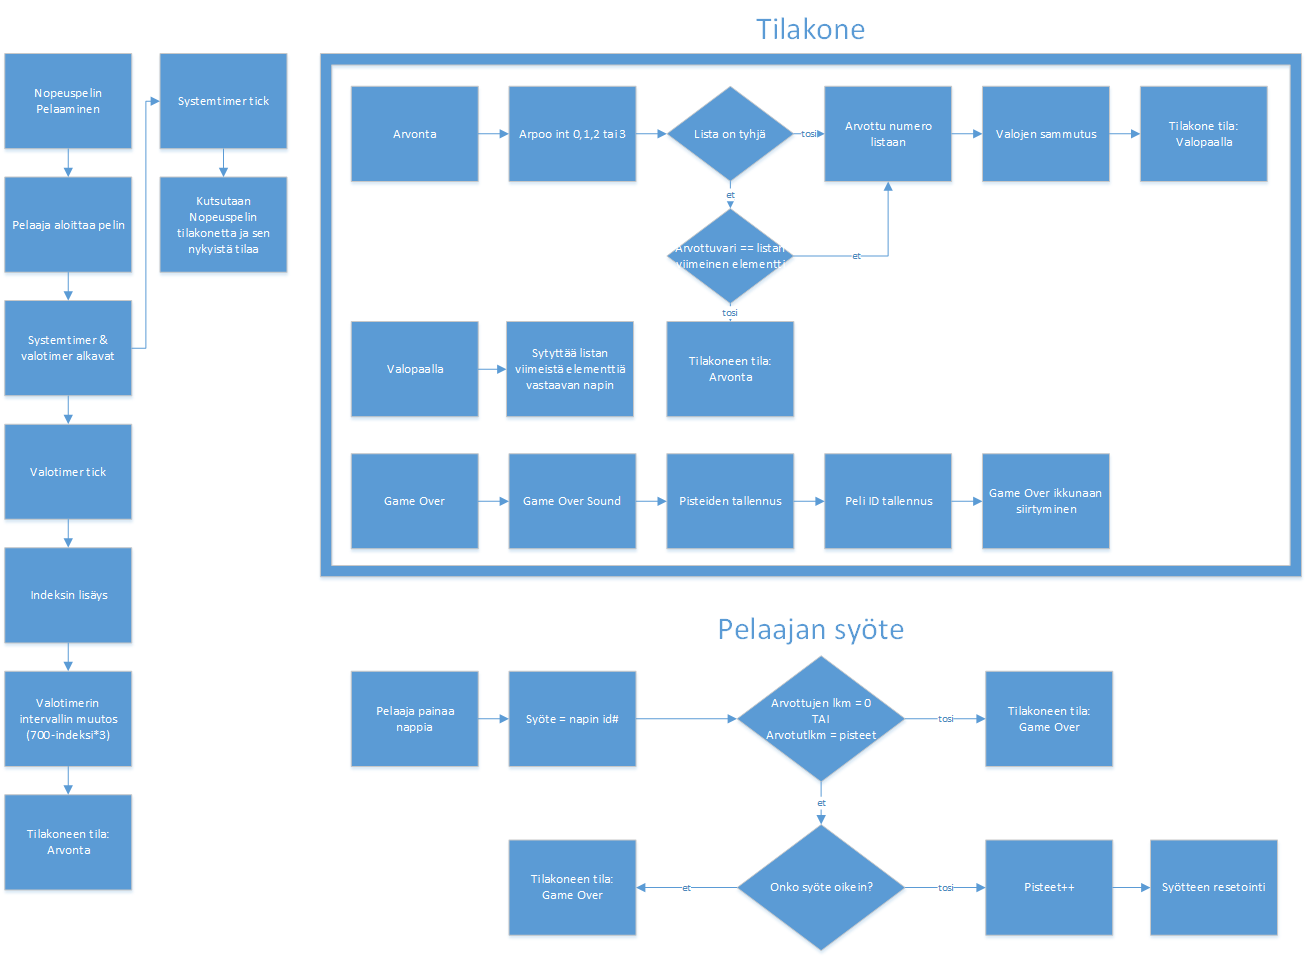 Nopeuspelin
Pelaaminen
Pelaaja aloittaa pelin
Systemtimer &
valotimer alkavat
Valotimer tick
Indeksin lisäys
Valotimerin
intervallin muutos
(700-indeksi*3)
Tilakoneen tila:
Arvonta
Systemtimer tick
Kutsutaan
Nopeuspelin
tilakonetta ja sen
nykyistä tilaa
Tilakone
Arvonta
Arpoo int 0,1,2 tai 3
Lista on tyhjä
tosi
Arvottu numero
listaan
Valojen sammutus
Tilakone tila:
Valopaalla
et
Arvottuvari == listan
viimeinen elementti
et
tosi
Tilakoneen tila:
Arvonta
Valopaalla
Sytyttää listan
viimeistä elementtiä
vastaavan napin
Game Over
Game Over Sound
Pisteiden tallennus
Peli ID tallennus
Game Over ikkunaan
siirtyminen
Pelaajan syöte
Pelaaja painaa
nappia
Syöte = napin id#
Arvottujen lkm = 0
TAI
Arvotutlkm = pisteet
tosi
Tilakoneen tila:
Game Over
et
Onko syöte oikein?
et
Tilakoneen tila:
Game Over
tosi
Pisteet++
Syötteen resetointi